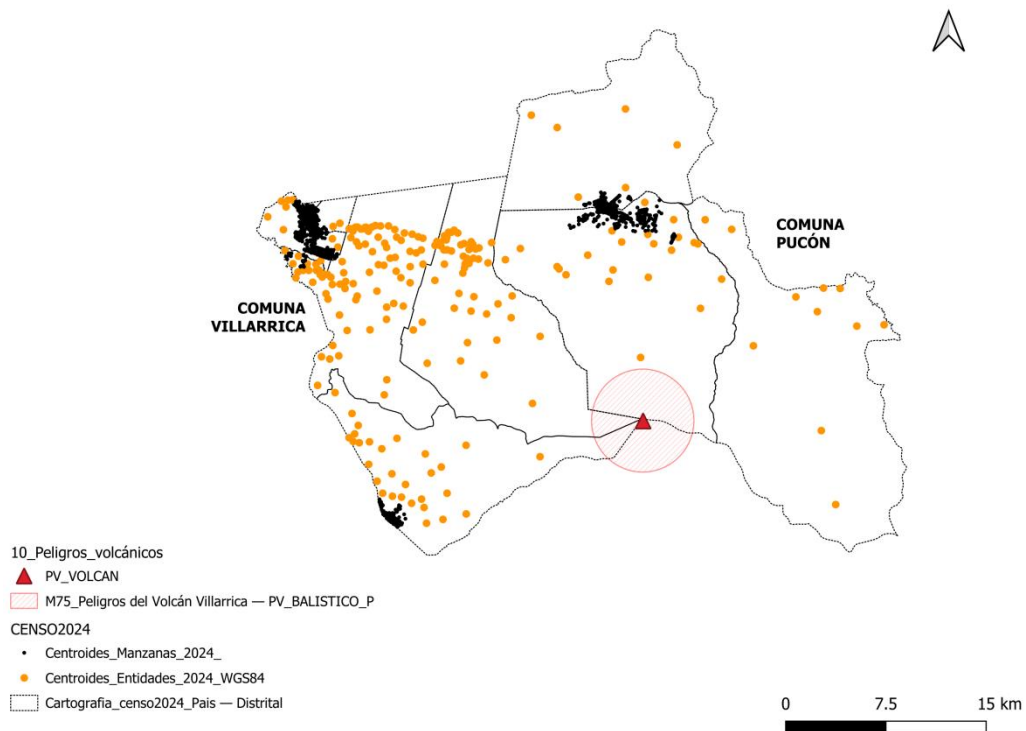 COMUNA
PUCÓN
COMUNA
VILLARRICA
10_Peligros_volcánicos
PV_VOLCAN
M75_Peligros del Volcán Villarrica — PV_BALISTICO_P
CENSO2024
Centroides_Manzanas_2024_
Centroides_Entidades_2024_WGS84
Cartografia_censo2024_Pais — Distrital
0 7.5 15 km